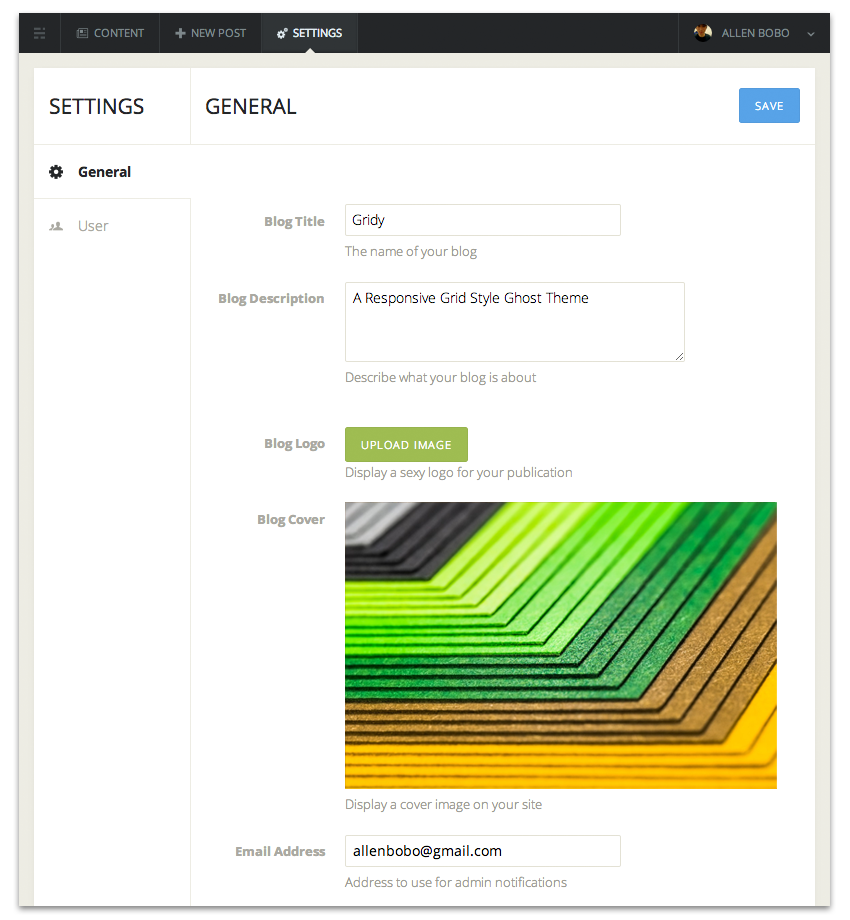 CONTENT
NEW POST
SETTINGS
ALLEN BOBO
SETTINGS
GENERAL
SAVE
General
User
Blog Title
Gridy
The name of your blog
Blog Description
A Responsive Grid Style Ghost Theme
Describe what your blog is about
Blog Logo
UPLOAD IMAGE
Display a sexy logo for your publication
Blog Cover
Display a cover image on your site
Email Address
allenbobo@gmail.com
Address to use for admin notifications